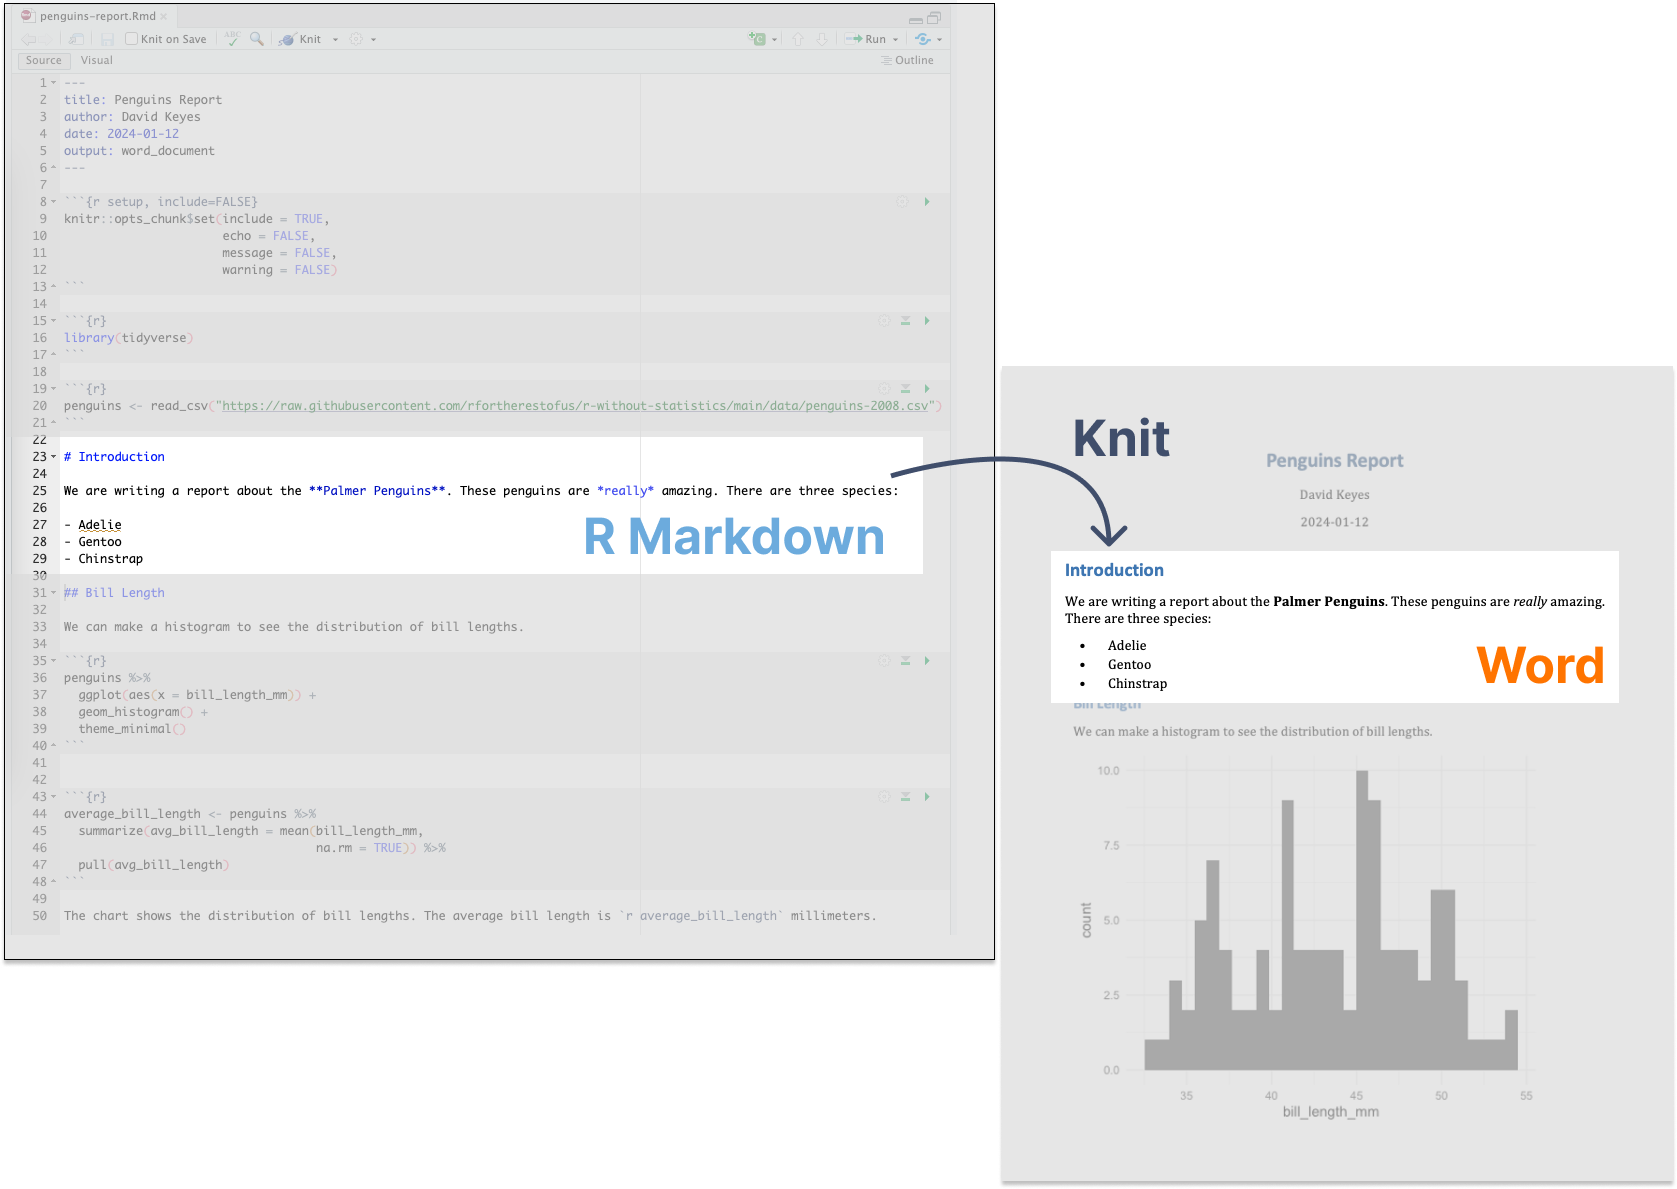 penguins-report.Rmd
Knit on Save
ABC
Knit
Run
Source
Visual
Outline
1 ---
2 title: Penguins Report
3 author: David Keyes
4 date: 2024-01-12
5 output: word_document
6 ---
7
8 ```{r setup, include=FALSE}
9 knitr::opts_chunk$set(include = TRUE,
10 echo = FALSE,
11 message = FALSE,
12 warning = FALSE)
13 ```
14
15 ```{r}
16 library(tidyverse)
17 ```
18
19 ```{r}
20 penguins <- read_csv("https://raw.githubusercontent.com/rfortherestofus/r-without-statistics/main/data/penguins-2008.csv")
21 ```
22
23 # Introduction
24
25 We are writing a report about the **Palmer Penguins**. These penguins are *really* amazing. There are three species:
26
27 - Adelie
28 - Gentoo
29 - Chinstrap
30
R Markdown
31 ## Bill Length
32
33 We can make a histogram to see the distribution of bill lengths.
34
35 ```{r}
36 penguins %>%
37 ggplot(aes(x = bill_length_mm)) +
38 geom_histogram() +
39 theme_minimal()
40 ```
41
42
43 ```{r}
44 average_bill_length <- penguins %>%
45 summarize(avg_bill_length = mean(bill_length_mm,
46 na.rm = TRUE)) %>%
47 pull(avg_bill_length)
48 ```
49
50 The chart shows the distribution of bill lengths. The average bill length is `r average_bill_length` millimeters.
Knit
Penguins Report
David Keyes
2024-01-12
Introduction
We are writing a report about the Palmer Penguins. These penguins are really amazing.
There are three species:
• Adelie
• Gentoo
• Chinstrap
Word
Bill Length
We can make a histogram to see the distribution of bill lengths.
10.0
7.5
5.0
2.5
0.0
count
35 40 45 50 55
bill_length_mm